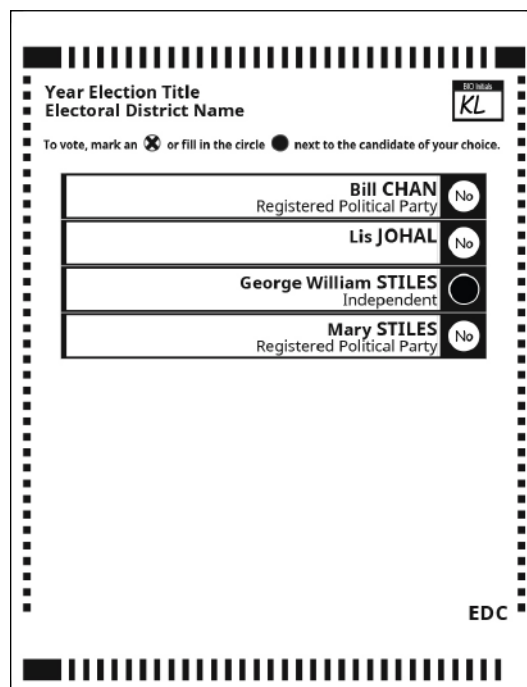 Year Election Title
Electoral District Name
BIO Initials
KL
To vote, mark an or fill in the circle next to the candidate of your choice.
Bill CHAN
Registered Political Party
No
Lis JOHAL
No
George William STILES
Independent
Mary STILES
Registered Political Party
No
EDC